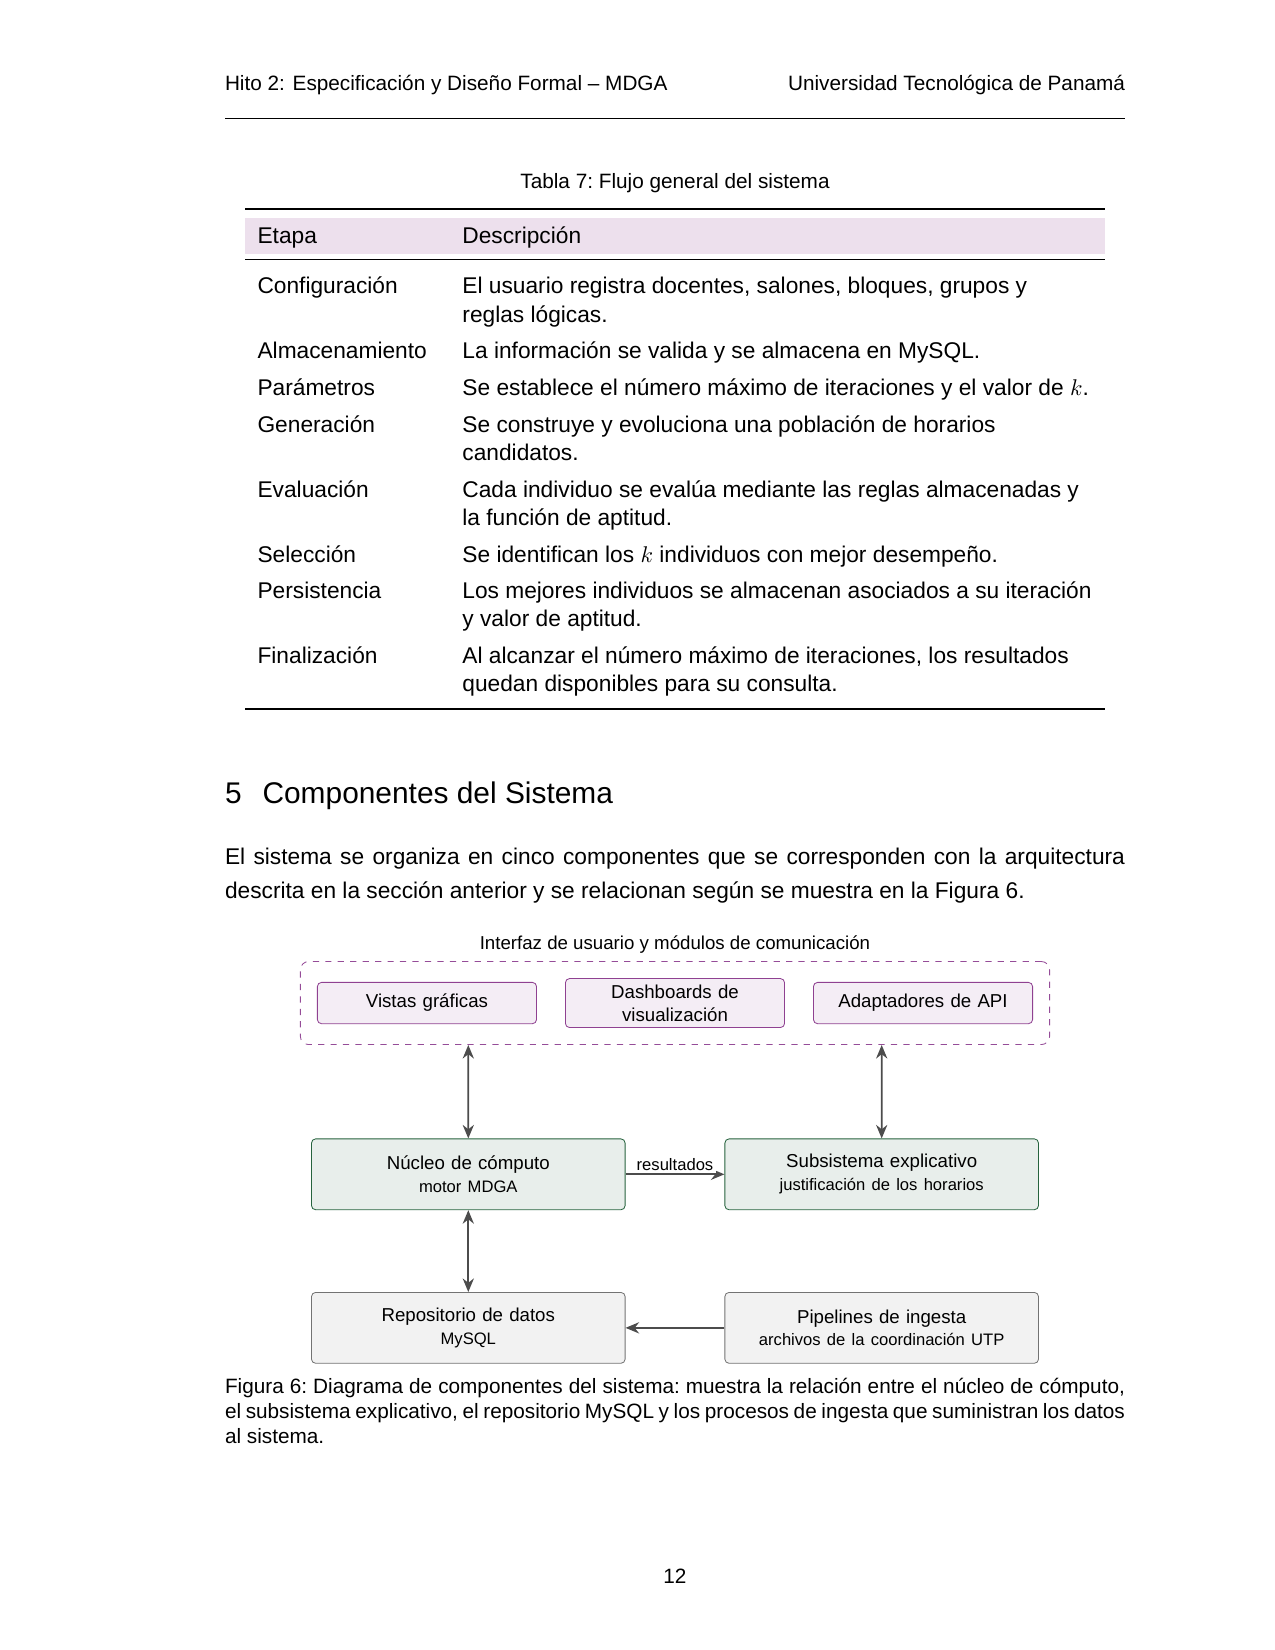 Hito 2: Especificación y Diseño Formal – MDGA Universidad Tecnológica de Panamá
Tabla 7: Flujo general del sistema
Etapa Descripción
Configuración El usuario registra docentes, salones, bloques, grupos y
reglas lógicas.
Almacenamiento La información se valida y se almacena en MySQL.
Parámetros Se establece el número máximo de iteraciones y el valor de k.
Generación Se construye y evoluciona una población de horarios
candidatos.
Evaluación Cada individuo se evalúa mediante las reglas almacenadas y
la función de aptitud.
Selección Se identifican los k individuos con mejor desempeño.
Persistencia Los mejores individuos se almacenan asociados a su iteración
y valor de aptitud.
Finalización Al alcanzar el número máximo de iteraciones, los resultados
quedan disponibles para su consulta.
5 Componentes del Sistema
El sistema se organiza en cinco componentes que se corresponden con la arquitectura
descrita en la sección anterior y se relacionan según se muestra en la Figura 6.
Interfaz de usuario y módulos de comunicación
Vistas gráficas
Dashboards de
visualización
Adaptadores de API
Núcleo de cómputo
motor MDGA
resultados
Subsistema explicativo
justificación de los horarios
Repositorio de datos
MySQL
Pipelines de ingesta
archivos de la coordinación UTP
Figura 6: Diagrama de componentes del sistema: muestra la relación entre el núcleo de cómputo,
el subsistema explicativo, el repositorio MySQL y los procesos de ingesta que suministran los datos
al sistema.
12